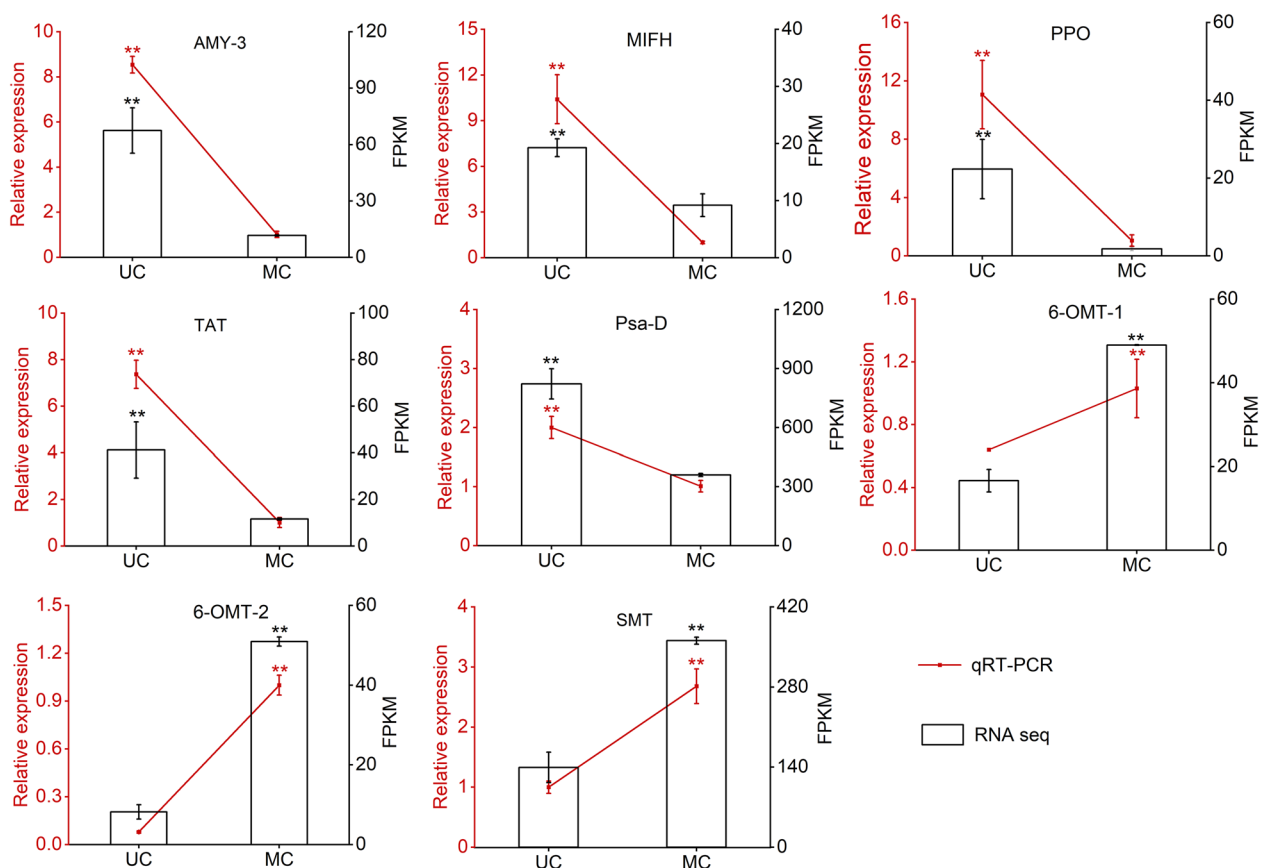 AMY-3
Relative expression
10
8
6
4
2
0
**
**
UC
MC
120
90
60
30
0
FPKM
MIFH
Relative expression
15
12
9
6
3
0
**
**
UC
MC
40
30
20
10
0
FPKM
PPO
Relative expression
16
12
8
4
0
**
**
UC
MC
60
40
20
0
FPKM
TAT
Relative expression
10
8
6
4
2
0
**
**
UC
MC
100
80
60
40
20
0
FPKM
Psa-D
Relative expression
4
3
2
1
0
**
**
UC
MC
1200
900
600
300
0
FPKM
6-OMT-1
Relative expression
1.6
1.2
0.8
0.4
0.0
**
**
UC
MC
60
40
20
0
FPKM
6-OMT-2
Relative expression
1.5
1.2
0.9
0.6
0.3
0.0
**
**
UC
MC
60
40
20
0
FPKM
SMT
Relative expression
4
3
2
1
0
**
**
UC
MC
420
280
140
0
FPKM
qRT-PCR
RNA seq